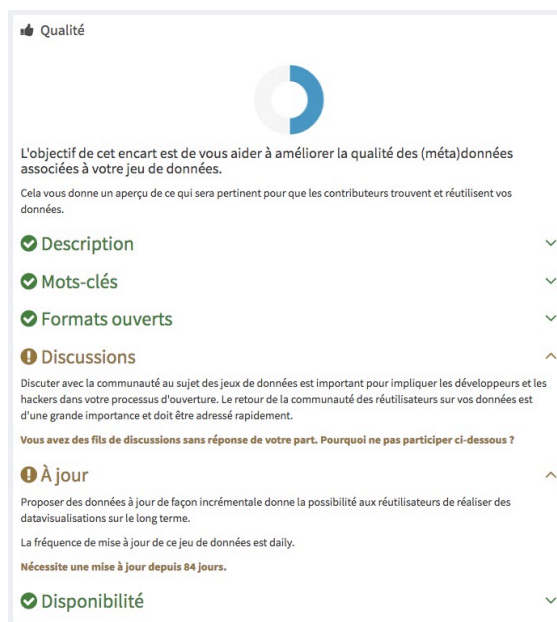 Qualité
L'objectif de cet encart est de vous aider à améliorer la qualité des (méta)données
associées à votre jeu de données.
Cela vous donne un aperçu de ce qui sera pertinent pour que les contributeurs trouvent et réutilisent vos
données.
Description
Mots-clés
Formats ouverts
Discussions
Discuter avec la communauté au sujet des jeux de données est important pour impliquer les développeurs et les
hackers dans votre processus d'ouverture. Le retour de la communauté des réutilisateurs sur vos données est
d'une grande importance et doit être adressé rapidement.
Vous avez des fils de discussions sans réponse de votre part. Pourquoi ne pas participer ci-dessous ?
À jour
Proposer des données à jour de façon incrémentale donne la possibilité aux réutilisateurs de réaliser des
datavisualisations sur le long terme.
La fréquence de mise à jour de ce jeu de données est daily.
Nécessite une mise à jour depuis 84 jours.
Disponibilité